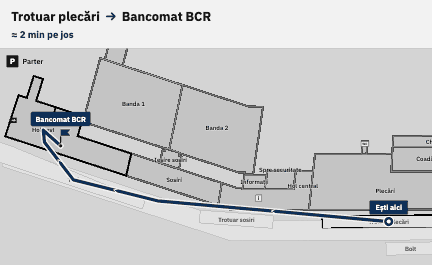 Trotuar plecări → Bancomat BCR
≈ 2 min pe jos
P Parter
Banda 1
Banda 2
Bancomat BCR
Ieșire sosiri
Sosiri
Spre securitate
Informații
Hol central
Plecări
Ești aici
Trotuar sosiri
Bolt